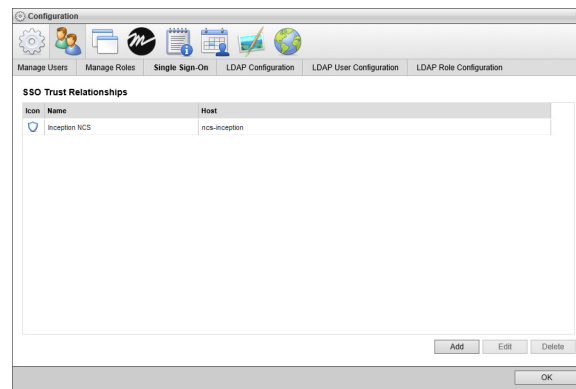 Configuration
Manage Users Manage Roles Single Sign-On LDAP Configuration LDAP User Configuration LDAP Role Configuration
SSO Trust Relationships
Icon Name Host
Inception NCS ncs-inception
Add Edit Delete
OK